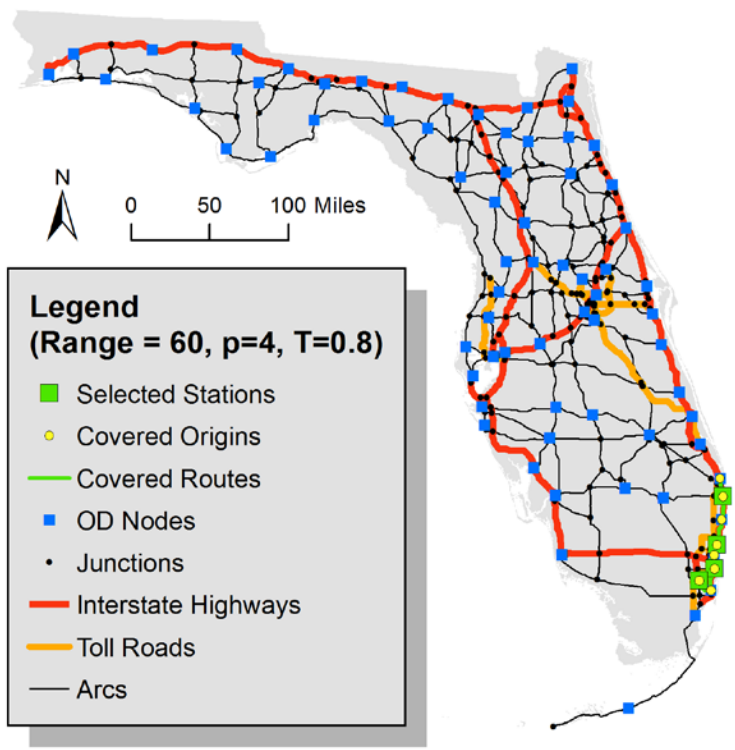 N
0 50 100 Miles
Legend
(Range = 60, p=4, T=0.8)
Selected Stations
Covered Origins
Covered Routes
OD Nodes
Junctions
Interstate Highways
Toll Roads
Arcs